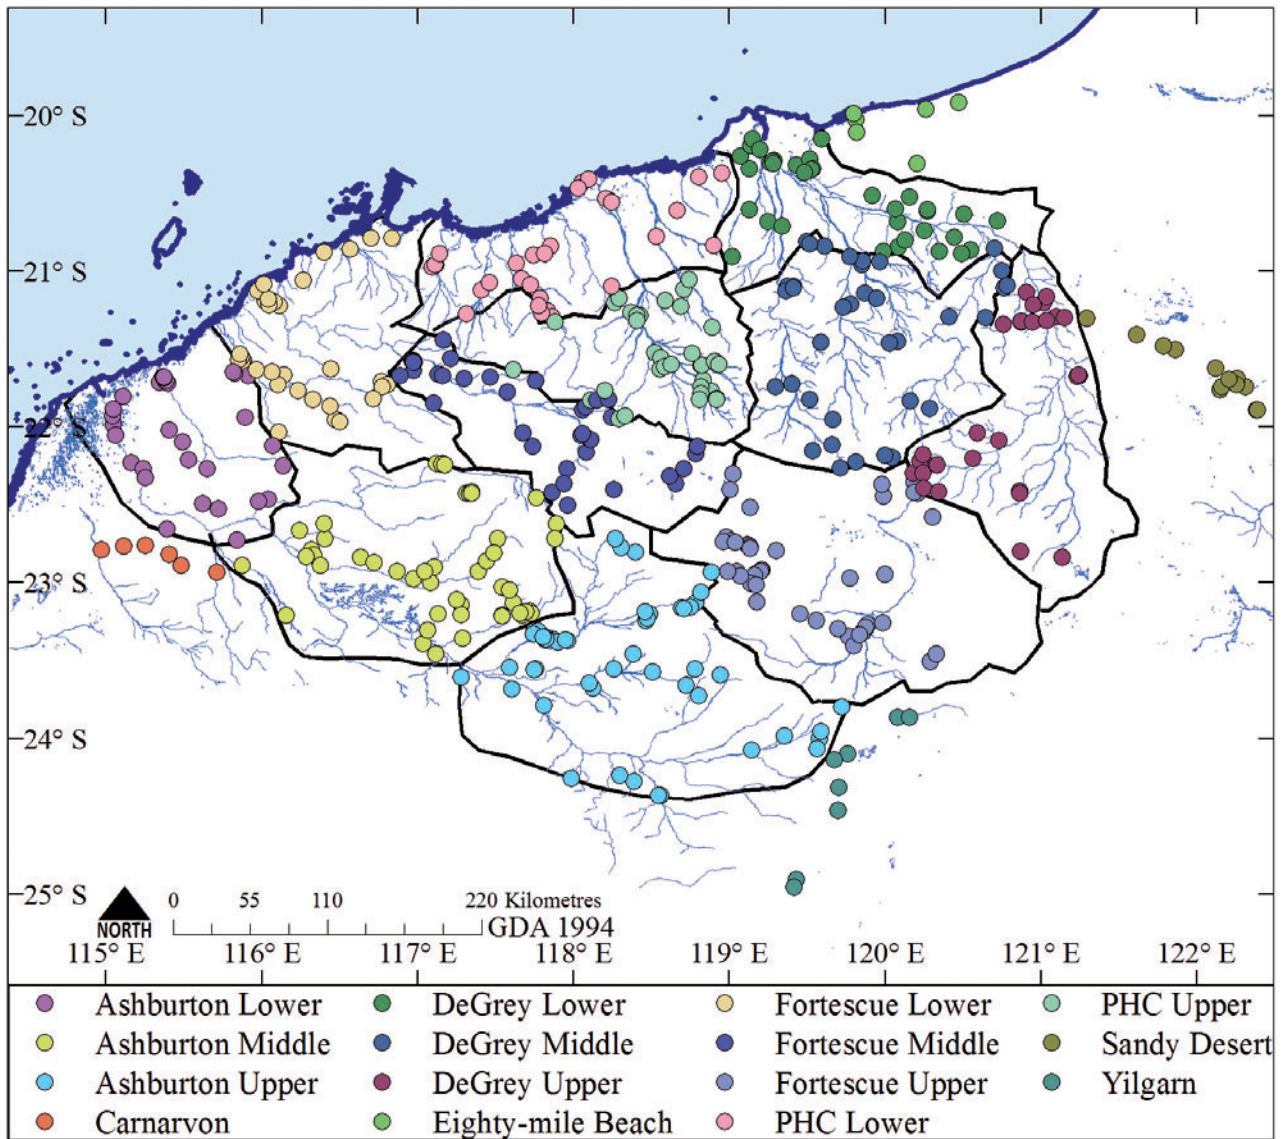 20° S
21° S
22° S
23° S
24° S
25° S
0 55 110 220 Kilometres
NORTH GDA 1994
115° E 116° E 117° E 118° E 119° E 120° E 121° E 122° E
Ashburton Lower DeGrey Lower Fortescue Lower PHC Upper
Ashburton Middle DeGrey Middle Fortescue Middle Sandy Desert
Ashburton Upper DeGrey Upper Fortescue Upper Yilgarn
Carnarvon Eighty-mile Beach PHC Lower